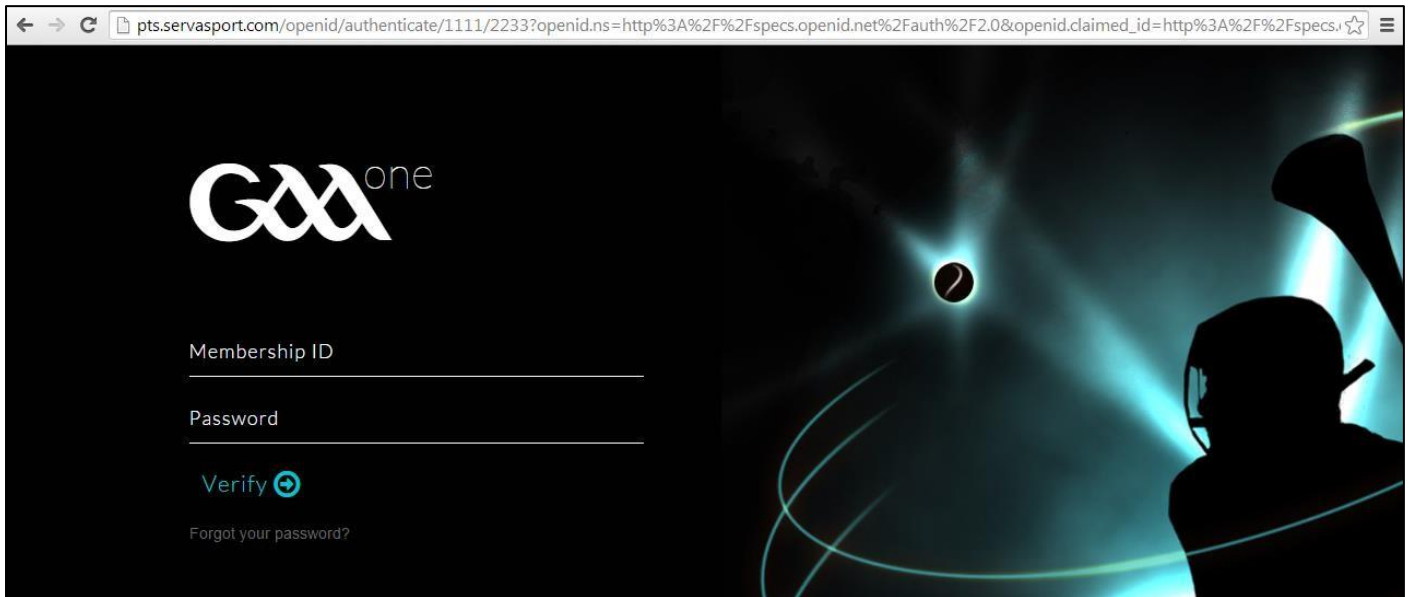 pts.servasport.com/openid/authenticate/1111/2233?openid.ns=http%3A%2F%2Fspecs.openid.net%2Fauth%2F2.0&openid.claimed_id=http%3A%2F%2Fspecs.
GAA one
Membership ID
Password
Verify
Forgot your password?